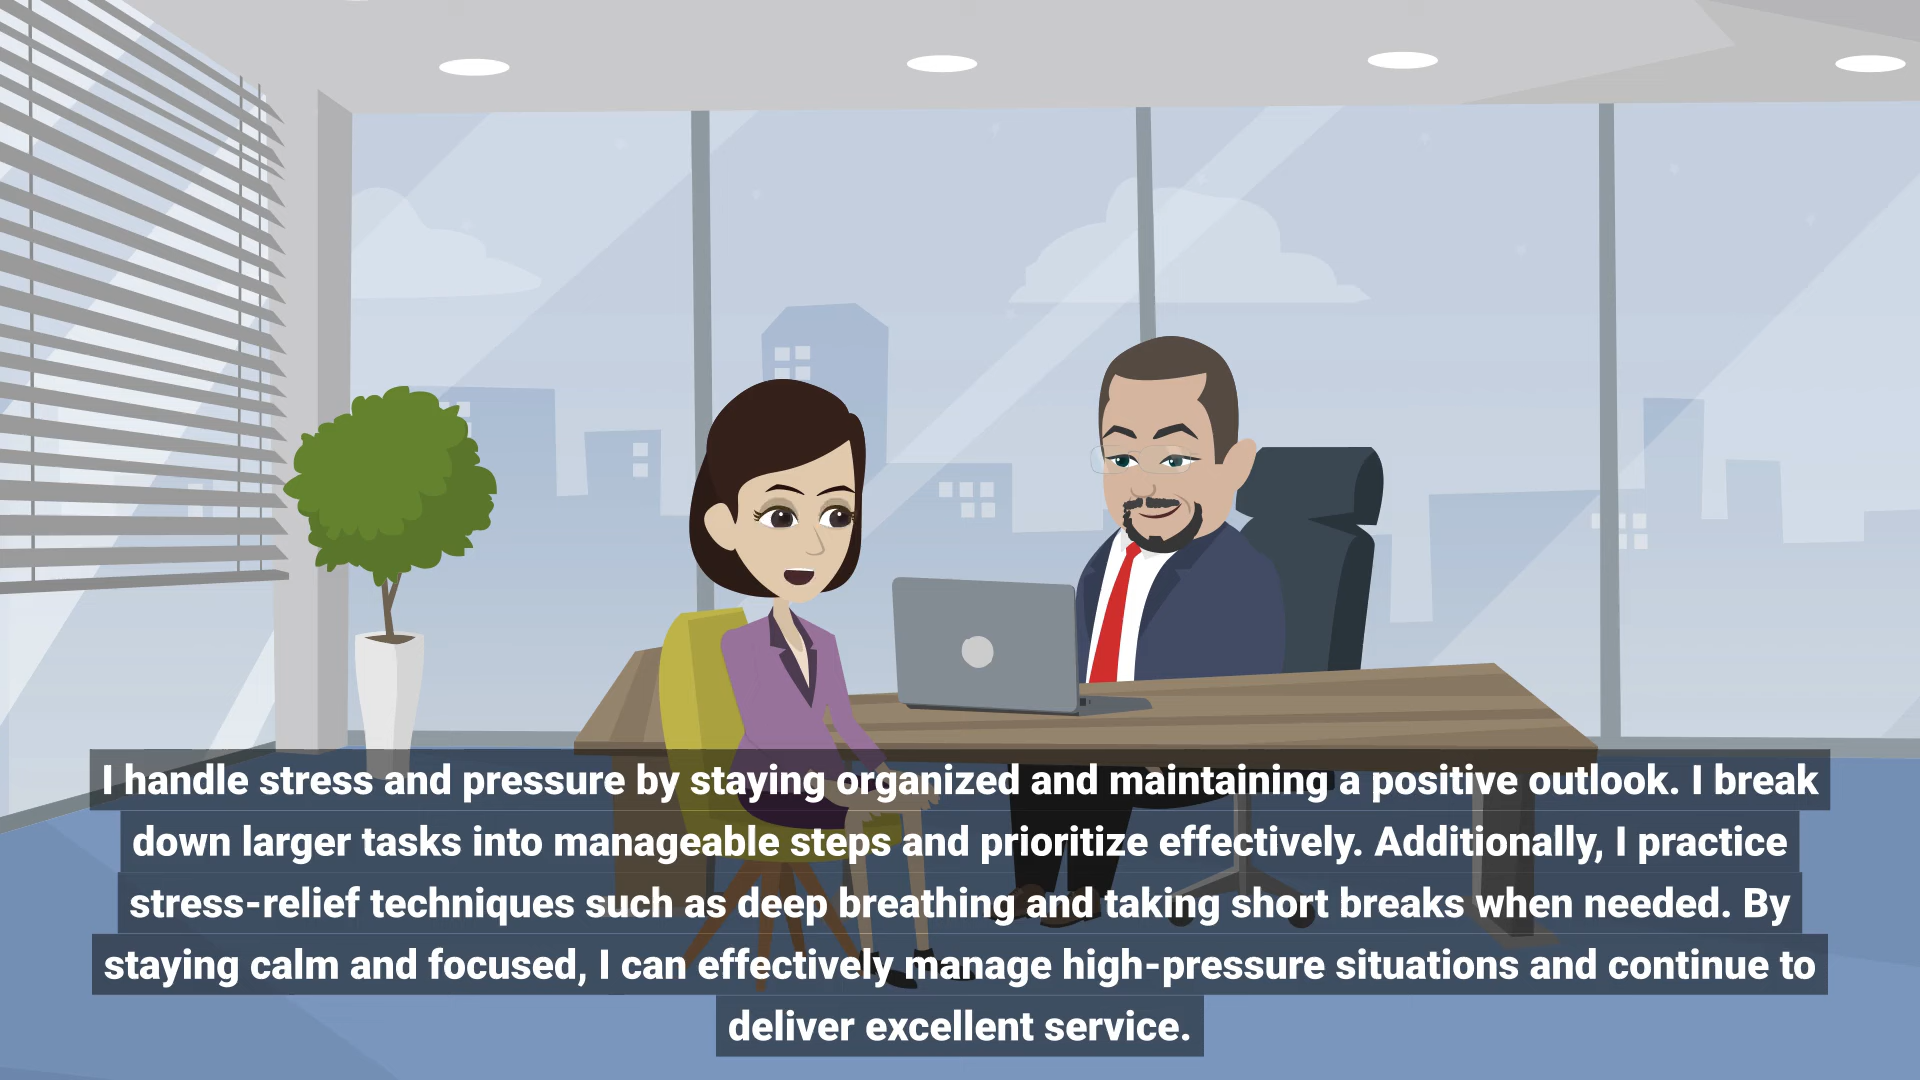 I handle stress and pressure by staying organized and maintaining a positive outlook. I break
down larger tasks into manageable steps and prioritize effectively. Additionally, I practice
stress-relief techniques such as deep breathing and taking short breaks when needed. By
staying calm and focused, I can effectively manage high-pressure situations and continue to
deliver excellent service.